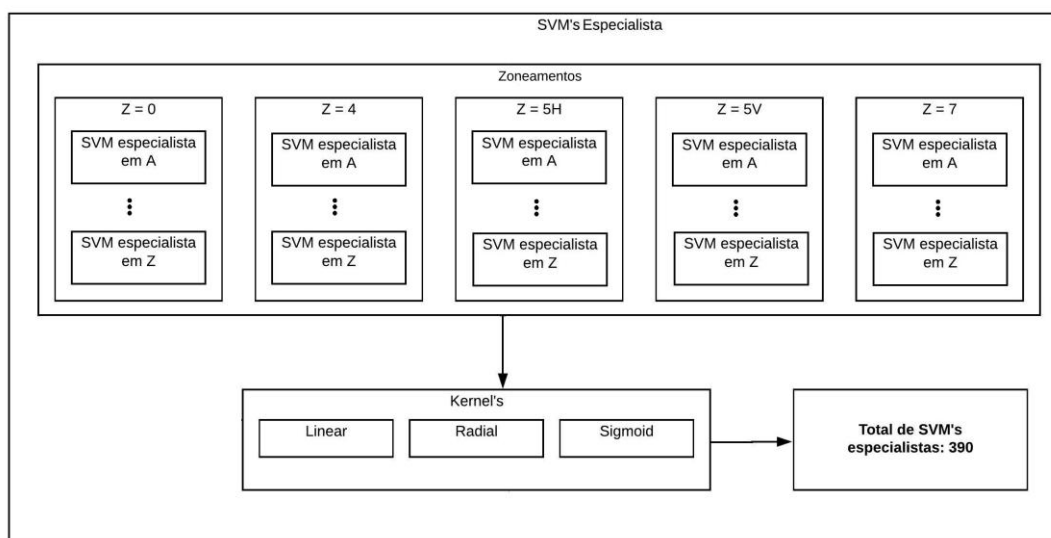 SVM's Especialista
Zoneamentos
Z = 0
SVM especialista
em A
SVM especialista
em Z
Z = 4
SVM especialista
em A
SVM especialista
em Z
Z = 5H
SVM especialista
em A
SVM especialista
em Z
Z = 5V
SVM especialista
em A
SVM especialista
em Z
Z = 7
SVM especialista
em A
SVM especialista
em Z
Kernel's
Linear
Radial
Sigmoid
Total de SVM's
especialistas: 390